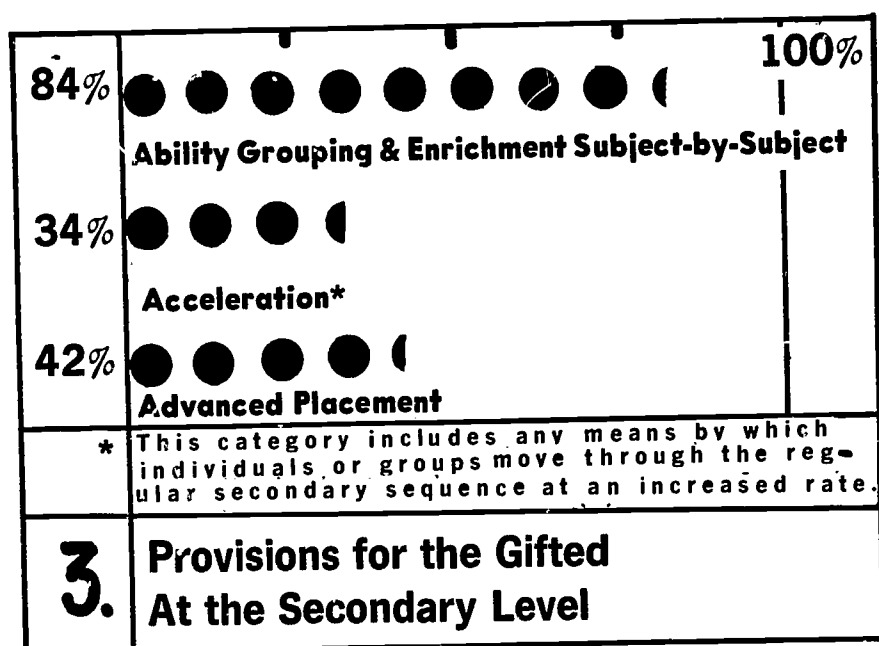 100%
84%
Ability Grouping & Enrichment Subject-by-Subject
34%
Acceleration*
42%
Advanced Placement
* This category includes any means by which
individuals or groups move through the reg-
ular secondary sequence at an increased rate.
3. Provisions for the Gifted
At the Secondary Level